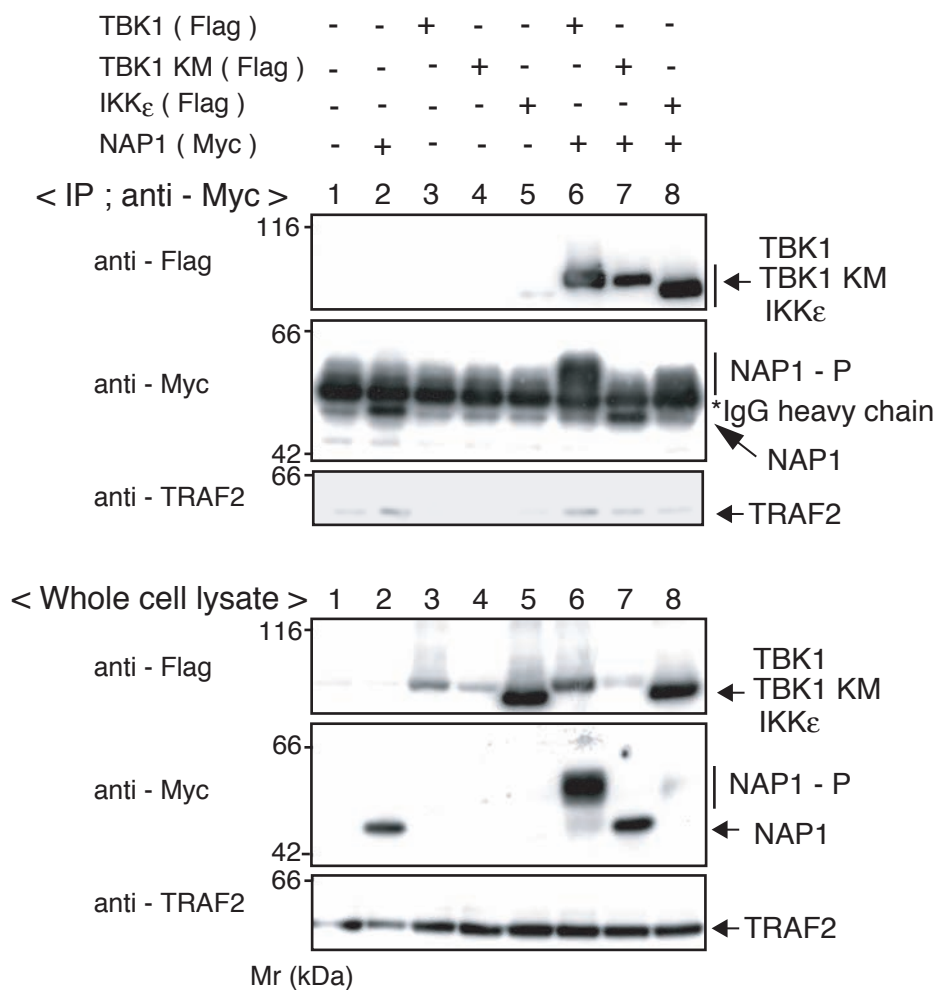 TBK1 ( Flag ) - - + - - + - -
TBK1 KM ( Flag ) - - - + - - + -
IKKε ( Flag ) - - - - + - - +
NAP1 ( Myc ) - + - - - + + +
< IP ; anti - Myc > 1 2 3 4 5 6 7 8
116
anti - Flag
TBK1
TBK1 KM
IKKε
66
anti - Myc
NAP1 - P
*IgG heavy chain
NAP1
42
66
anti - TRAF2
TRAF2
< Whole cell lysate > 1 2 3 4 5 6 7 8
116
anti - Flag
TBK1
TBK1 KM
IKKε
66
anti - Myc
NAP1 - P
NAP1
42
66
anti - TRAF2
TRAF2
Mr (kDa)